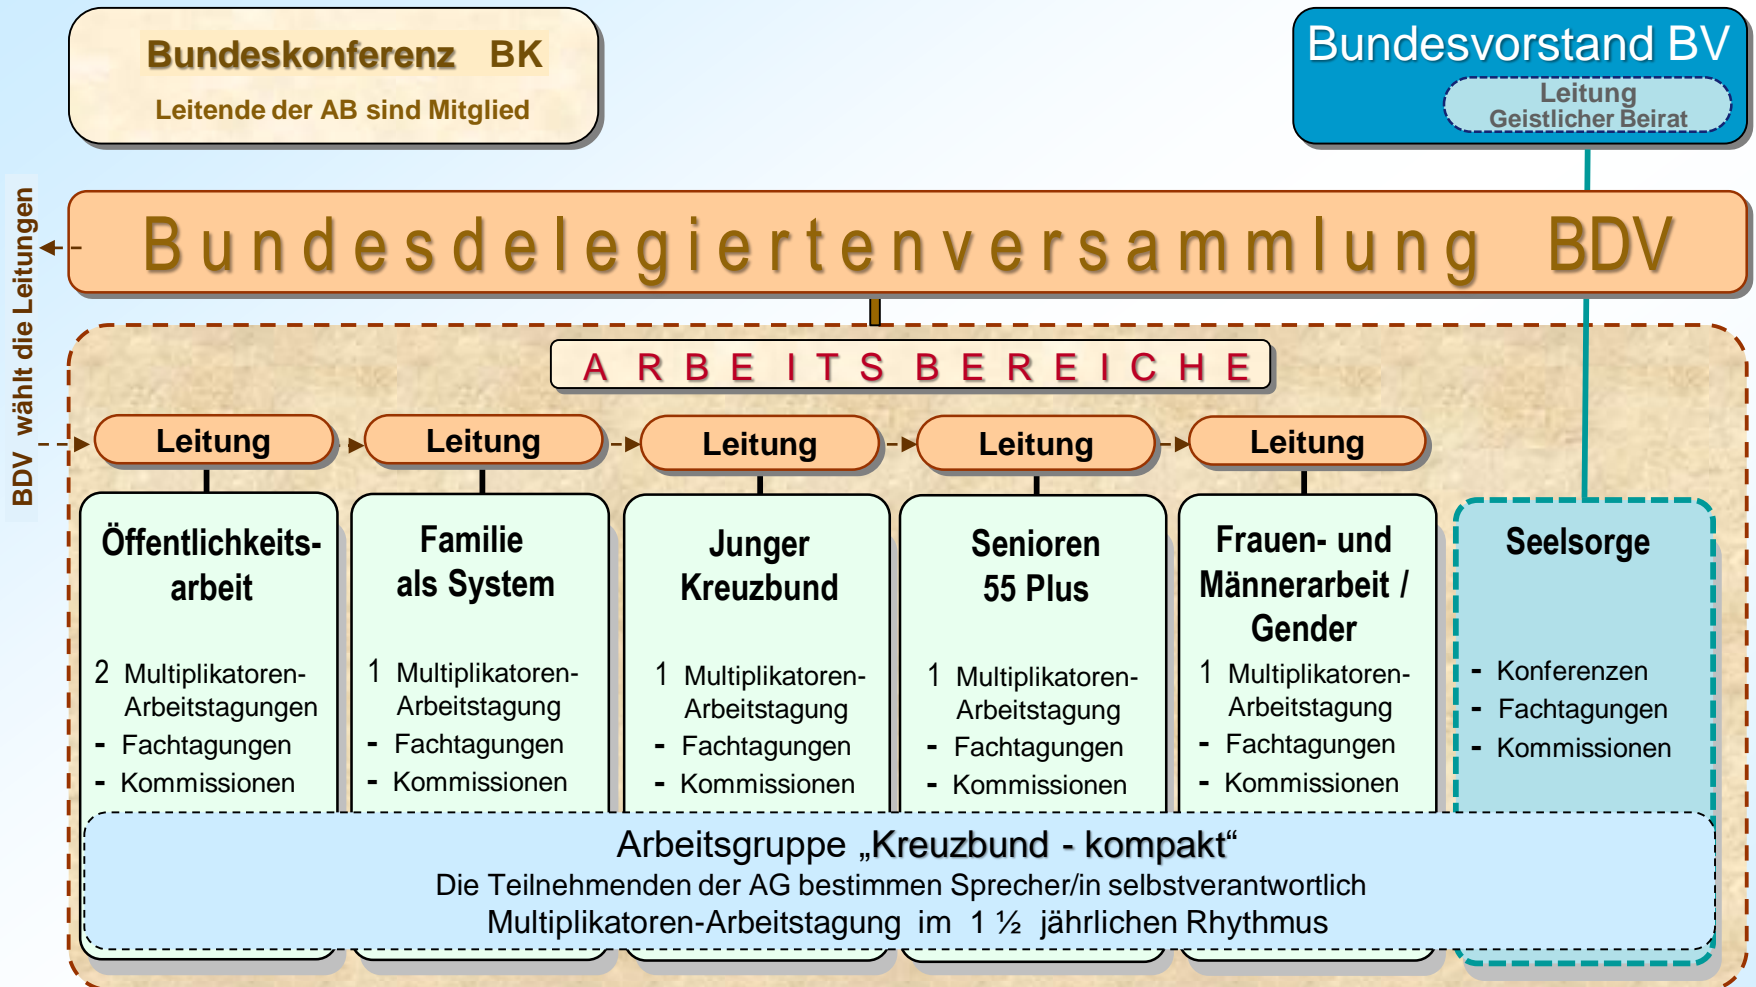 Bundeskonferenz BK
Leitende der AB sind Mitglied
Bundesvorstand BV
Leitung
Geistlicher Beirat
BDV wählt die Leitungen
Bundesdelegiertenversammlung BDV
ARBEITSBEREICHE
Leitung
Öffentlichkeits-
arbeit
2 Multiplikatoren-
Arbeitstagungen
- Fachtagungen
- Kommissionen
Leitung
Familie
als System
1 Multiplikatoren-
Arbeitstagung
- Fachtagungen
- Kommissionen
Leitung
Junger
Kreuzbund
1 Multiplikatoren-
Arbeitstagung
- Fachtagungen
- Kommissionen
Leitung
Senioren
55 Plus
1 Multiplikatoren-
Arbeitstagung
- Fachtagungen
- Kommissionen
Leitung
Frauen- und
Männerarbeit /
Gender
1 Multiplikatoren-
Arbeitstagung
- Fachtagungen
- Kommissionen
Seelsorge
- Konferenzen
- Fachtagungen
- Kommissionen
Arbeitsgruppe „Kreuzbund - kompakt“
Die Teilnehmenden der AG bestimmen Sprecher/in selbstverantwortlich
Multiplikatoren-Arbeitstagung im 1 ½ jährlichen Rhythmus